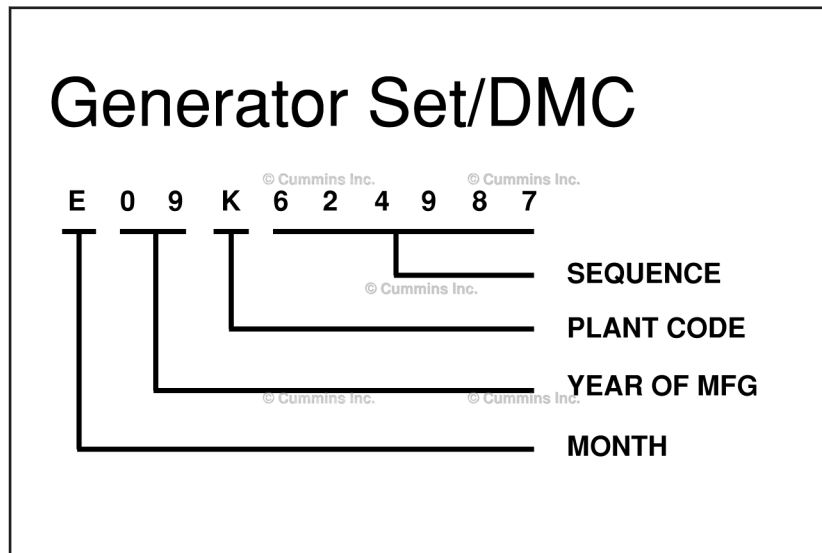 Generator Set/DMC
© Cummins Inc. © Cummins Inc.
E 0 9 K 6 2 4 9 8 7
SEQUENCE
© Cummins Inc.
PLANT CODE
YEAR OF MFG
© Cummins Inc. © Cummins Inc.
MONTH